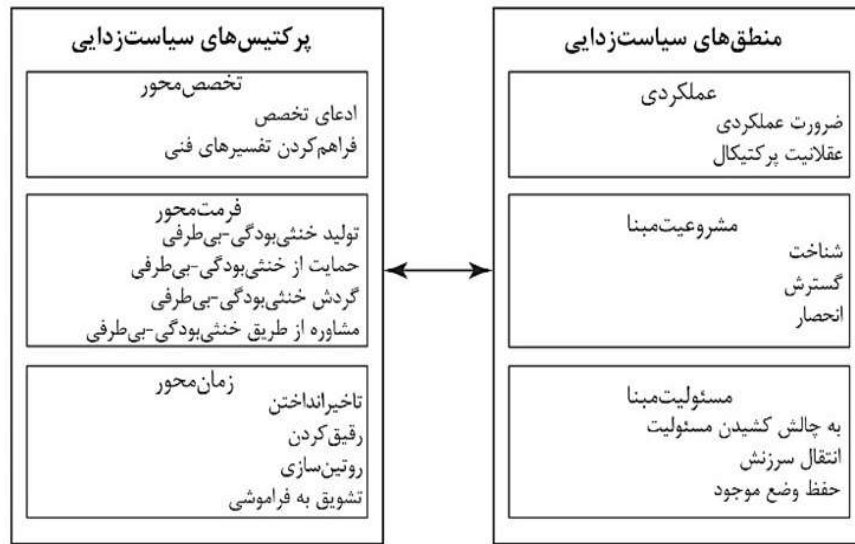 منطق‌های سیاست‌زدایی
عملکردی
ضرورت عملکردی
عقلانیت پرکتیکال
مشروعیت‌مبنا
شناخت
گسترش
انحصار
مسئولیت‌مبنا
به چالش کشیدن مسئولیت
انتقال سرزنش
حفظ وضع موجود
پرکتیس‌های سیاست‌زدایی
تخصص‌محور
ادعای تخصص
فراهم‌کردن تفسیرهای فنی
فرمت‌محور
تولید خنثی‌بودگی-بی‌طرفی
حمایت از خنثی‌بودگی-بی‌طرفی
گردش خنثی‌بودگی-بی‌طرفی
مشاوره از طریق خنثی‌بودگی-بی‌طرفی
زمان‌محور
تاخیرانداختن
رقیق‌کردن
روتین‌سازی
تشویق به فراموشی